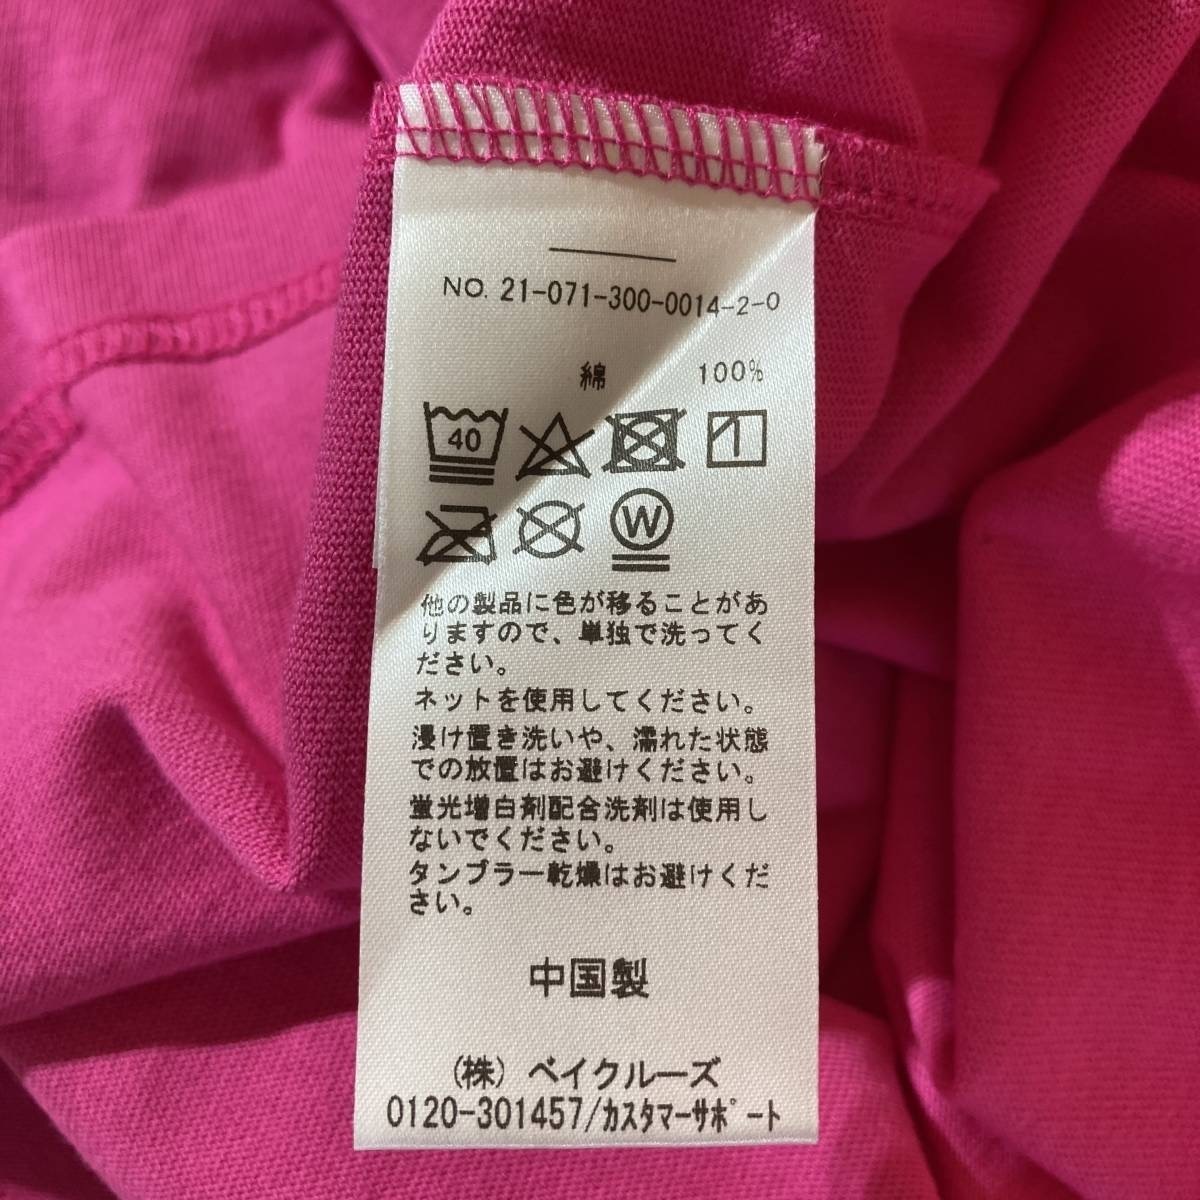 NO. 21-071-300-0014-2-0
綿 100%
40
W
他の製品に色が移ることがあ
りますので、単独で洗ってく
ださい。
ネットを使用してください。
浸け置き洗いや、濡れた状態
での放置はお避けください。
蛍光増白剤配合洗剤は使用し
ないでください。
タンブラー乾燥はお避けくだ
さい。
中国製
(株) ベイクルーズ
0120-301457/カスタマーサポート